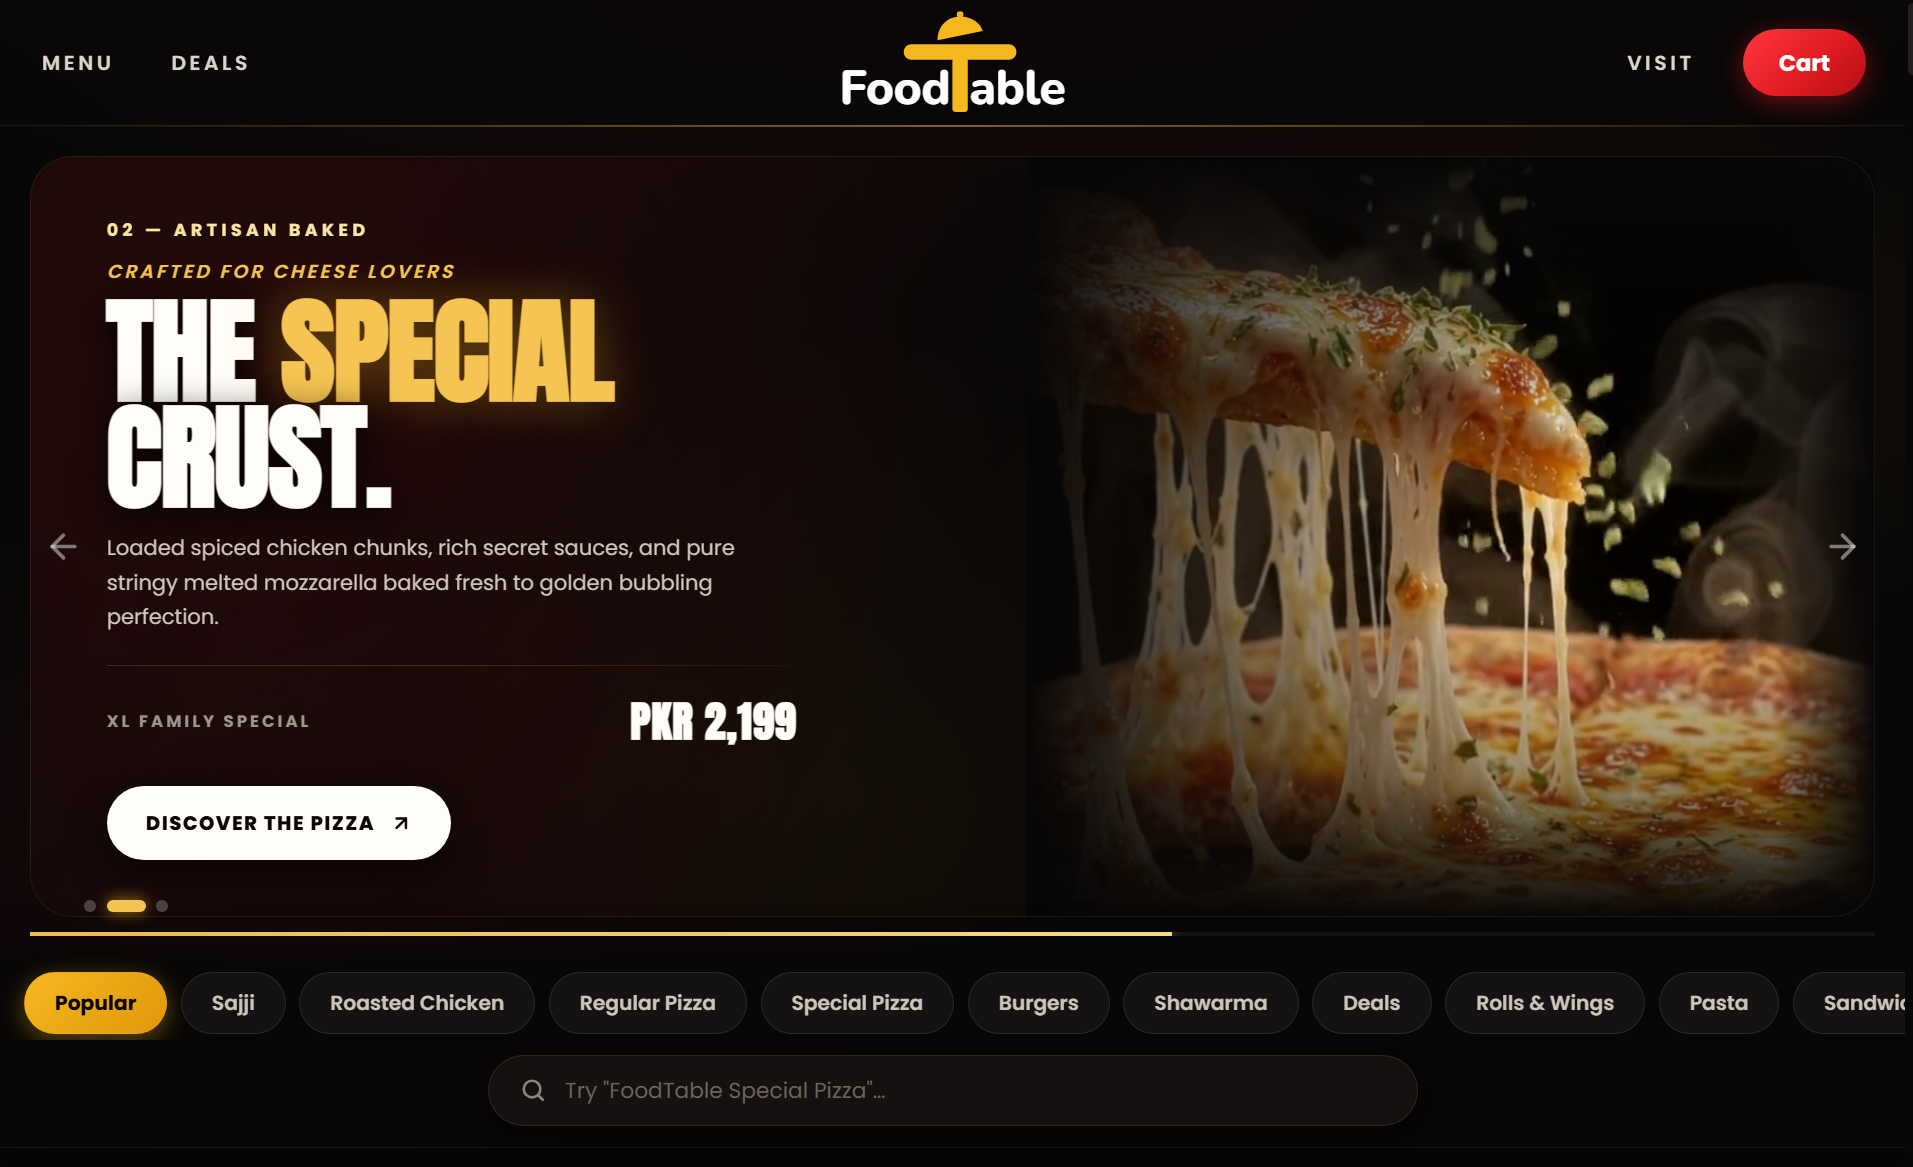 MENU
DEALS
FoodTable
VISIT
Cart
02 — ARTISAN BAKED
CRAFTED FOR CHEESE LOVERS
THE SPECIAL
CRUST.
Loaded spiced chicken chunks, rich secret sauces, and pure
stringy melted mozzarella baked fresh to golden bubbling
perfection.
XL FAMILY SPECIAL
PKR 2,199
DISCOVER THE PIZZA
Popular
Sajji
Roasted Chicken
Regular Pizza
Special Pizza
Burgers
Shawarma
Deals
Rolls & Wings
Pasta
Sandwic
Try "FoodTable Special Pizza"...